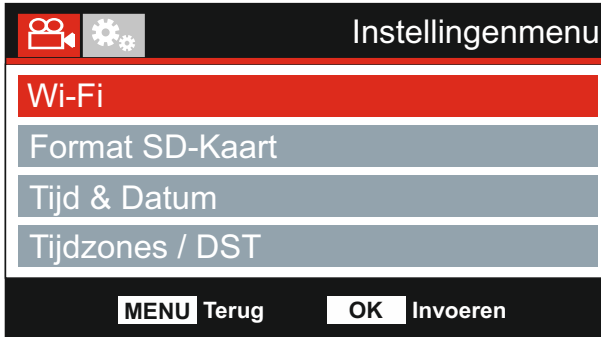 Instellingenmenu
Wi-Fi
Format SD-Kaart
Tijd & Datum
Tijdzones / DST
MENU Terug OK Invoeren